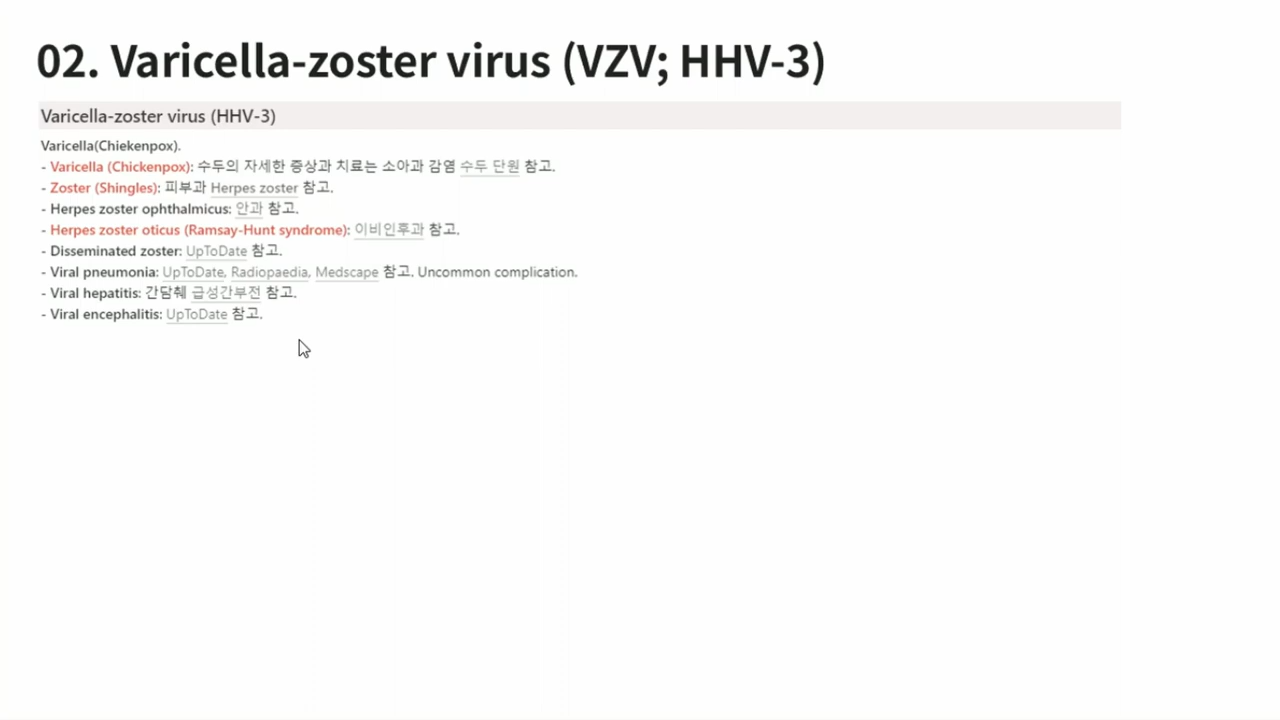 02. Varicella-zoster virus (VZV; HHV-3)
Varicella-zoster virus (HHV-3)
Varicella(Chiekenpox).
- Varicella (Chickenpox): 수두의 자세한 증상과 치료는 소아과 감염 수두 단원 참고.
- Zoster (Shingles): 피부과 Herpes zoster 참고.
- Herpes zoster ophthalmicus: 안과 참고.
- Herpes zoster oticus (Ramsay-Hunt syndrome): 이비인후과 참고.
- Disseminated zoster: UpToDate 참고.
- Viral pneumonia: UpToDate, Radiopaedia, Medscape 참고. Uncommon complication.
- Viral hepatitis: 간담췌 급성간부전 참고.
- Viral encephalitis: UpToDate 참고.